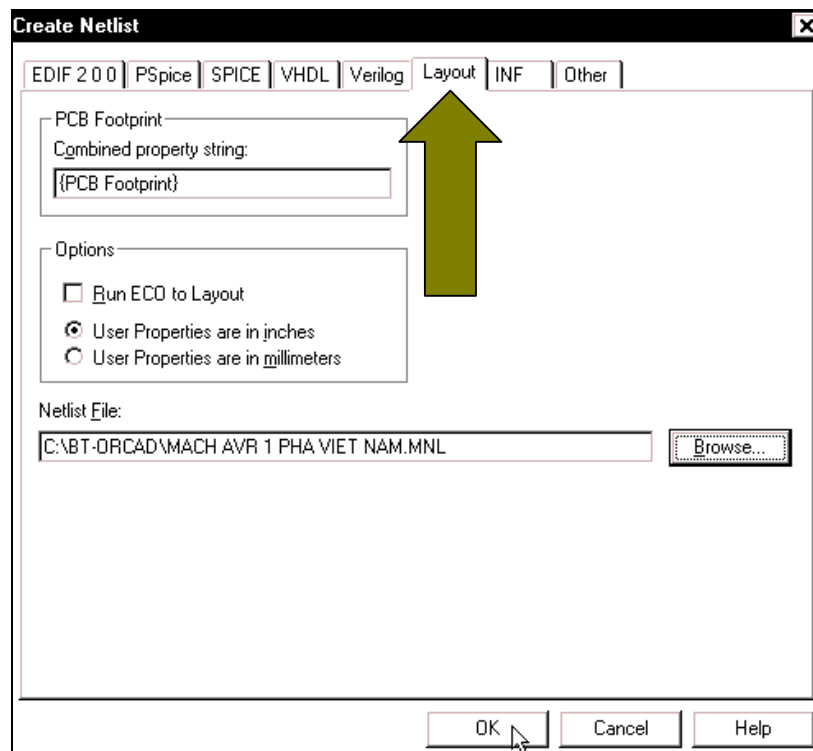 Create Netlist
EDIF 2 0 0 PSpice SPICE VHDL Verilog Layout INF Other
PCB Footprint
Combined property string:
{PCB Footprint}
Options
Run ECO to Layout
User Properties are in inches
User Properties are in millimeters
Netlist File:
C:\BT-ORCAD\MACH AVR 1 PHA VIET NAM.MNL Browse...
OK Cancel Help